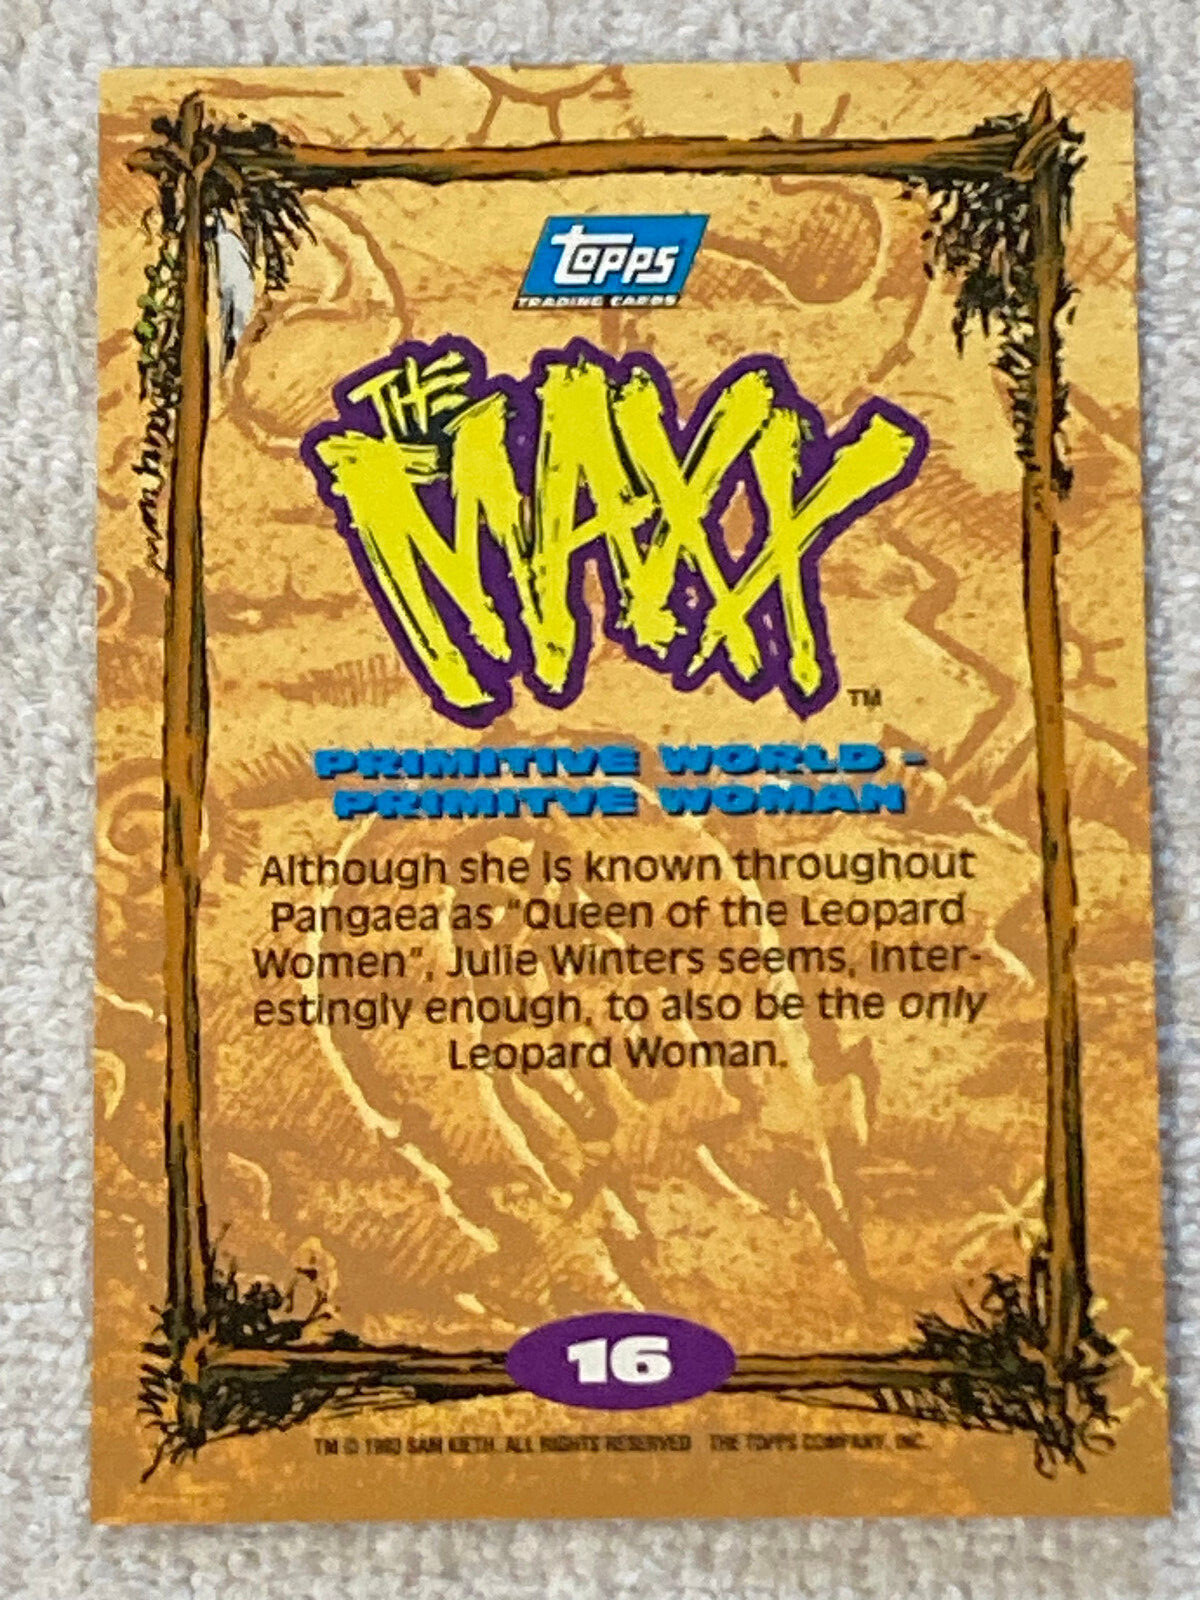 Topps
TRADING CARDS
THE
MAXX
TM
PRIMITIVE WORLD -
PRIMITVE WOMAN
Although she is known throughout
Pangaea as "Queen of the Leopard
Women", Julie Winters seems, inter-
estingly enough, to also be the only
Leopard Woman.
16
TM © 1993 SAM KIETH. ALL RIGHTS RESERVED THE TOPPS COMPANY, INC.